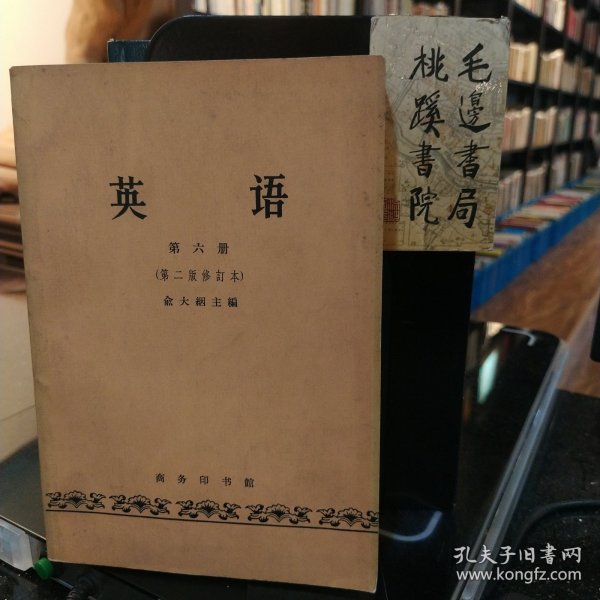 英语
第六册
(第二版修訂本)
俞大絪主編
商务印书館
毛邊書局
桃蹊書院
孔夫子旧書网
www.kongfz.com